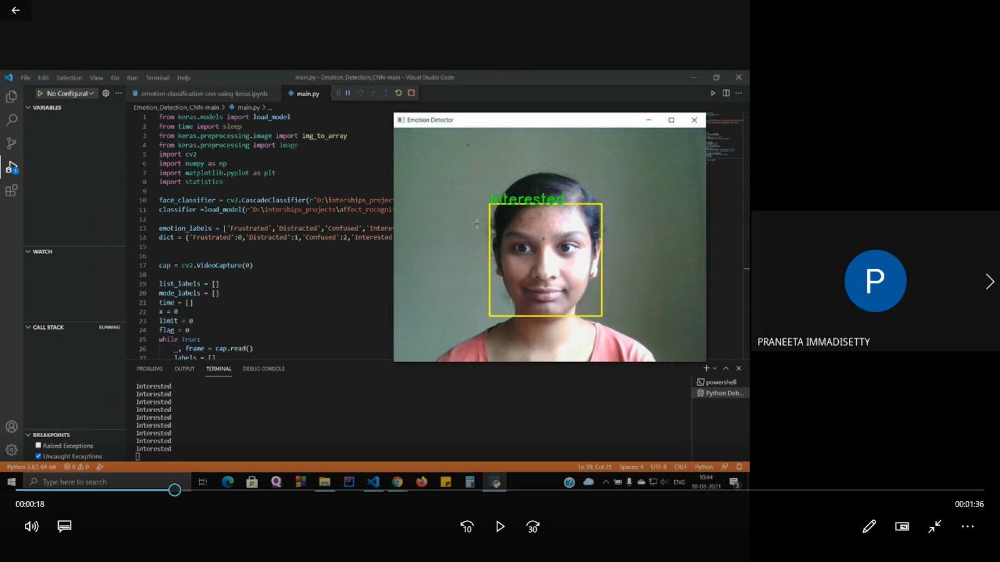 File Edit Selection View Go Run Terminal Help
main.py - Emotion_Detection_CNN-main - Visual Studio Code
No Configurat
emotion-classification-cnn-using-keras.ipynb
main.py
VARIABLES
Emotion_Detection_CNN-main > main.py > ...
1 from keras.models import load_model
2 from time import sleep
3 from keras.preprocessing.image import img_to_array
4 from keras.preprocessing import image
5 import cv2
6 import numpy as np
7 import matplotlib.pyplot as plt
8 import statistics
9
10 face_classifier = cv2.CascadeClassifier(r'D:\interships_project
11 classifier =load_model(r'D:\interships_projects\affect_recognit
12
13 emotion_labels = ['Frustrated','Distracted','Confused','Interes
14 dict = {'Frustrated':0,'Distracted':1,'Confused':2,'Interested
15
16
17 cap = cv2.VideoCapture(0)
18
19 list_labels = []
20 mode_labels = []
21 time = []
22 x = 0
23 limit = 0
24 flag = 0
25 while True:
26 _, frame = cap.read()
27 labels = []
Emotion Detector
Interested
WATCH
CALL STACK
RUNNING
BREAKPOINTS
Raised Exceptions
Uncaught Exceptions
PROBLEMS OUTPUT TERMINAL DEBUG CONSOLE
Interested
Interested
Interested
Interested
Interested
Interested
Interested
Interested
Interested
powershell
Python Deb...
P
PRANEETA IMMADISETTY
Python 3.8.5 64-bit 0 0
Ln 59, Col 21 Spaces: 4 UTF-8 CRLF Python
Type here to search
ENG
10:44
10-08-2021
3
00:00:18
00:01:36
10
30